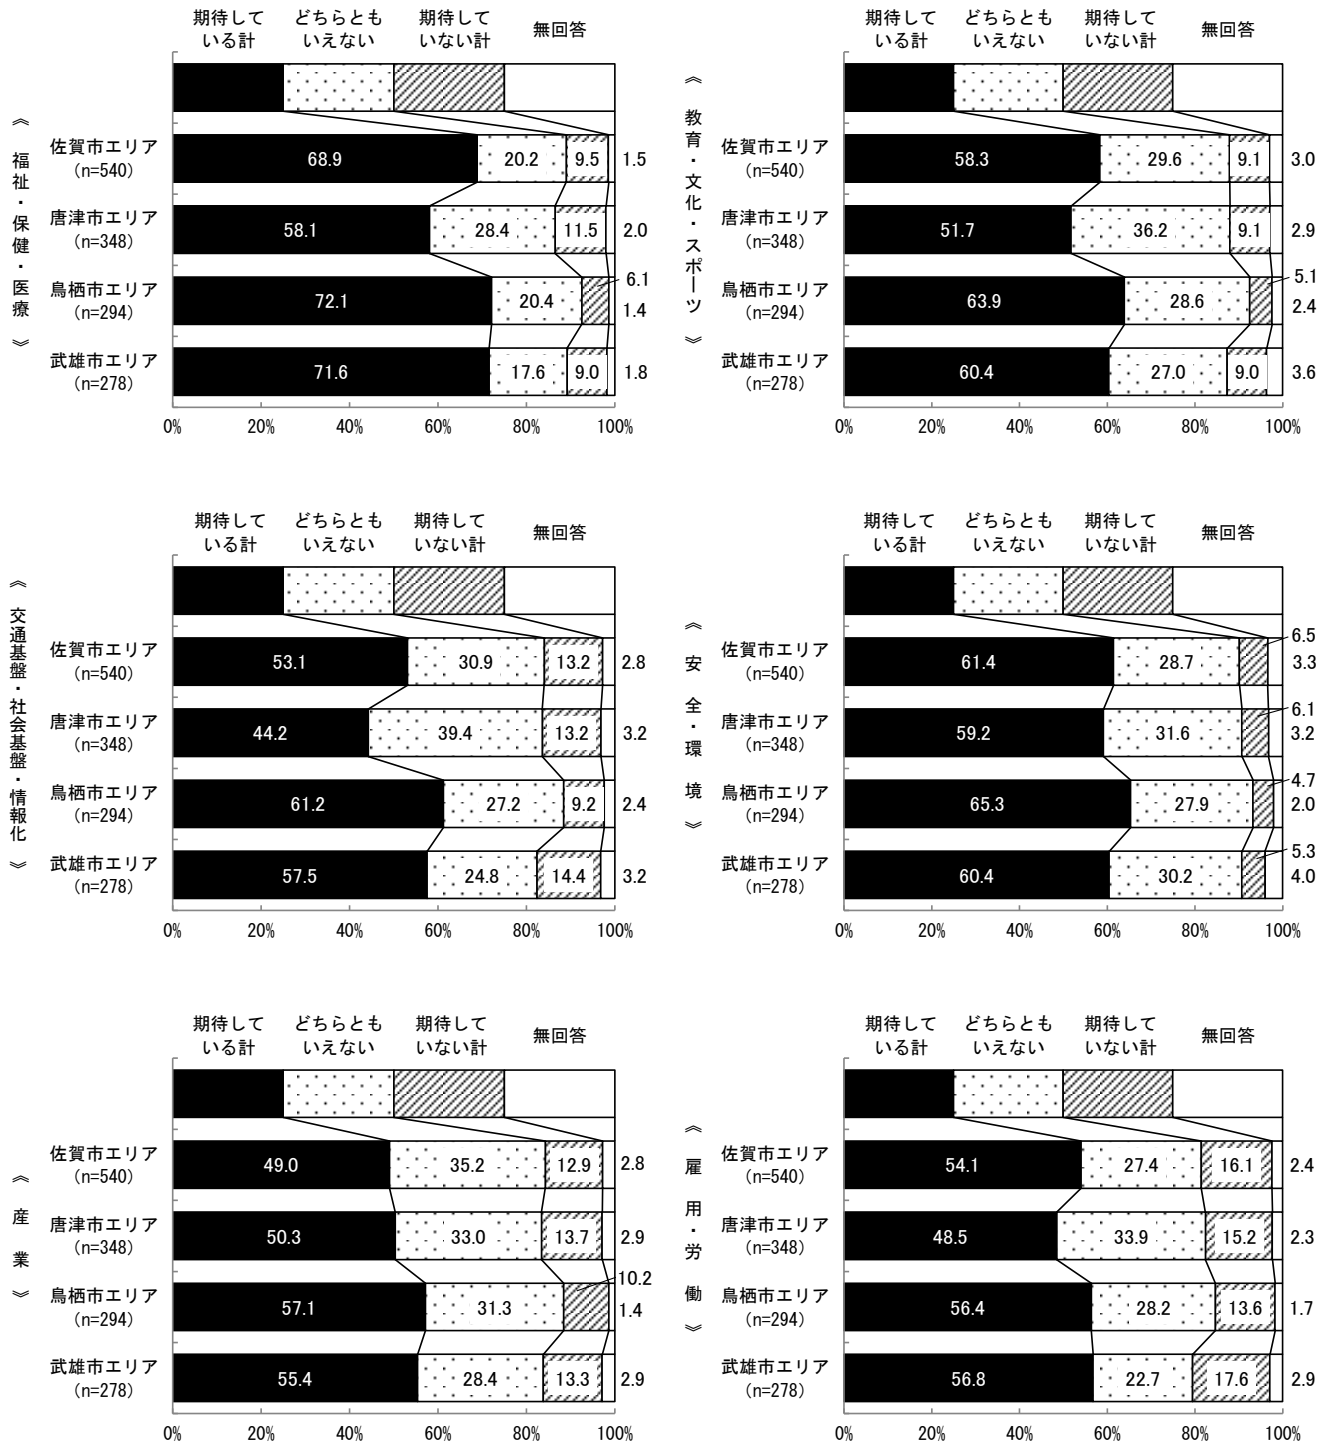 《 福祉・保健・医療 》
期待して どちらとも 期待して 無回答
いる計 いえない いない計
佐賀市エリア 68.9 20.2 9.5 1.5
(n=540)
唐津市エリア 58.1 28.4 11.5 2.0
(n=348)
6.1
鳥栖市エリア 72.1 20.4 1.4
(n=294)
武雄市エリア 71.6 17.6 9.0 1.8
(n=278)
0% 20% 40% 60% 80% 100%
《 教育・文化・スポーツ 》
期待して どちらとも 期待して 無回答
いる計 いえない いない計
佐賀市エリア 58.3 29.6 9.1 3.0
(n=540)
唐津市エリア 51.7 36.2 9.1 2.9
(n=348)
5.1
鳥栖市エリア 63.9 28.6 2.4
(n=294)
武雄市エリア 60.4 27.0 9.0 3.6
(n=278)
0% 20% 40% 60% 80% 100%
《 交通基盤・社会基盤・情報化 》
期待して どちらとも 期待して 無回答
いる計 いえない いない計
佐賀市エリア 53.1 30.9 13.2 2.8
(n=540)
唐津市エリア 44.2 39.4 13.2 3.2
(n=348)
鳥栖市エリア 61.2 27.2 9.2 2.4
(n=294)
武雄市エリア 57.5 24.8 14.4 3.2
(n=278)
0% 20% 40% 60% 80% 100%
《 安全・環境 》
期待して どちらとも 期待して 無回答
いる計 いえない いない計
6.5
佐賀市エリア 61.4 28.7 3.3
(n=540)
6.1
唐津市エリア 59.2 31.6 3.2
(n=348)
4.7
鳥栖市エリア 65.3 27.9 2.0
(n=294)
5.3
武雄市エリア 60.4 30.2 4.0
(n=278)
0% 20% 40% 60% 80% 100%
《 産業 》
期待して どちらとも 期待して 無回答
いる計 いえない いない計
佐賀市エリア 49.0 35.2 12.9 2.8
(n=540)
唐津市エリア 50.3 33.0 13.7 2.9
(n=348)
10.2
鳥栖市エリア 57.1 31.3 1.4
(n=294)
武雄市エリア 55.4 28.4 13.3 2.9
(n=278)
0% 20% 40% 60% 80% 100%
《 雇用・労働 》
期待して どちらとも 期待して 無回答
いる計 いえない いない計
佐賀市エリア 54.1 27.4 16.1 2.4
(n=540)
唐津市エリア 48.5 33.9 15.2 2.3
(n=348)
鳥栖市エリア 56.4 28.2 13.6 1.7
(n=294)
武雄市エリア 56.8 22.7 17.6 2.9
(n=278)
0% 20% 40% 60% 80% 100%